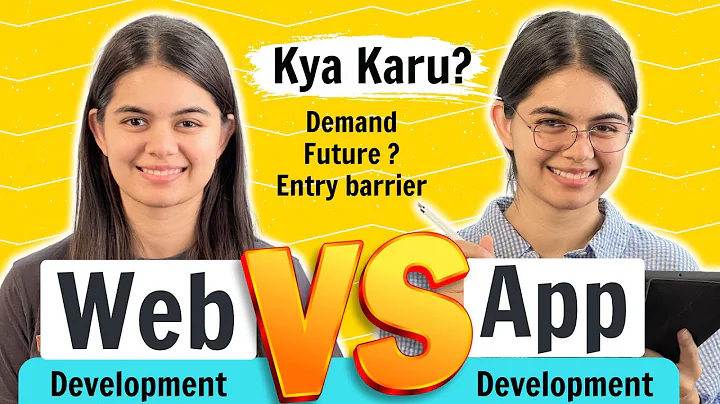 Kya Karu?
Demand
Future ?
Entry barrier
Web VS App
Development
Development